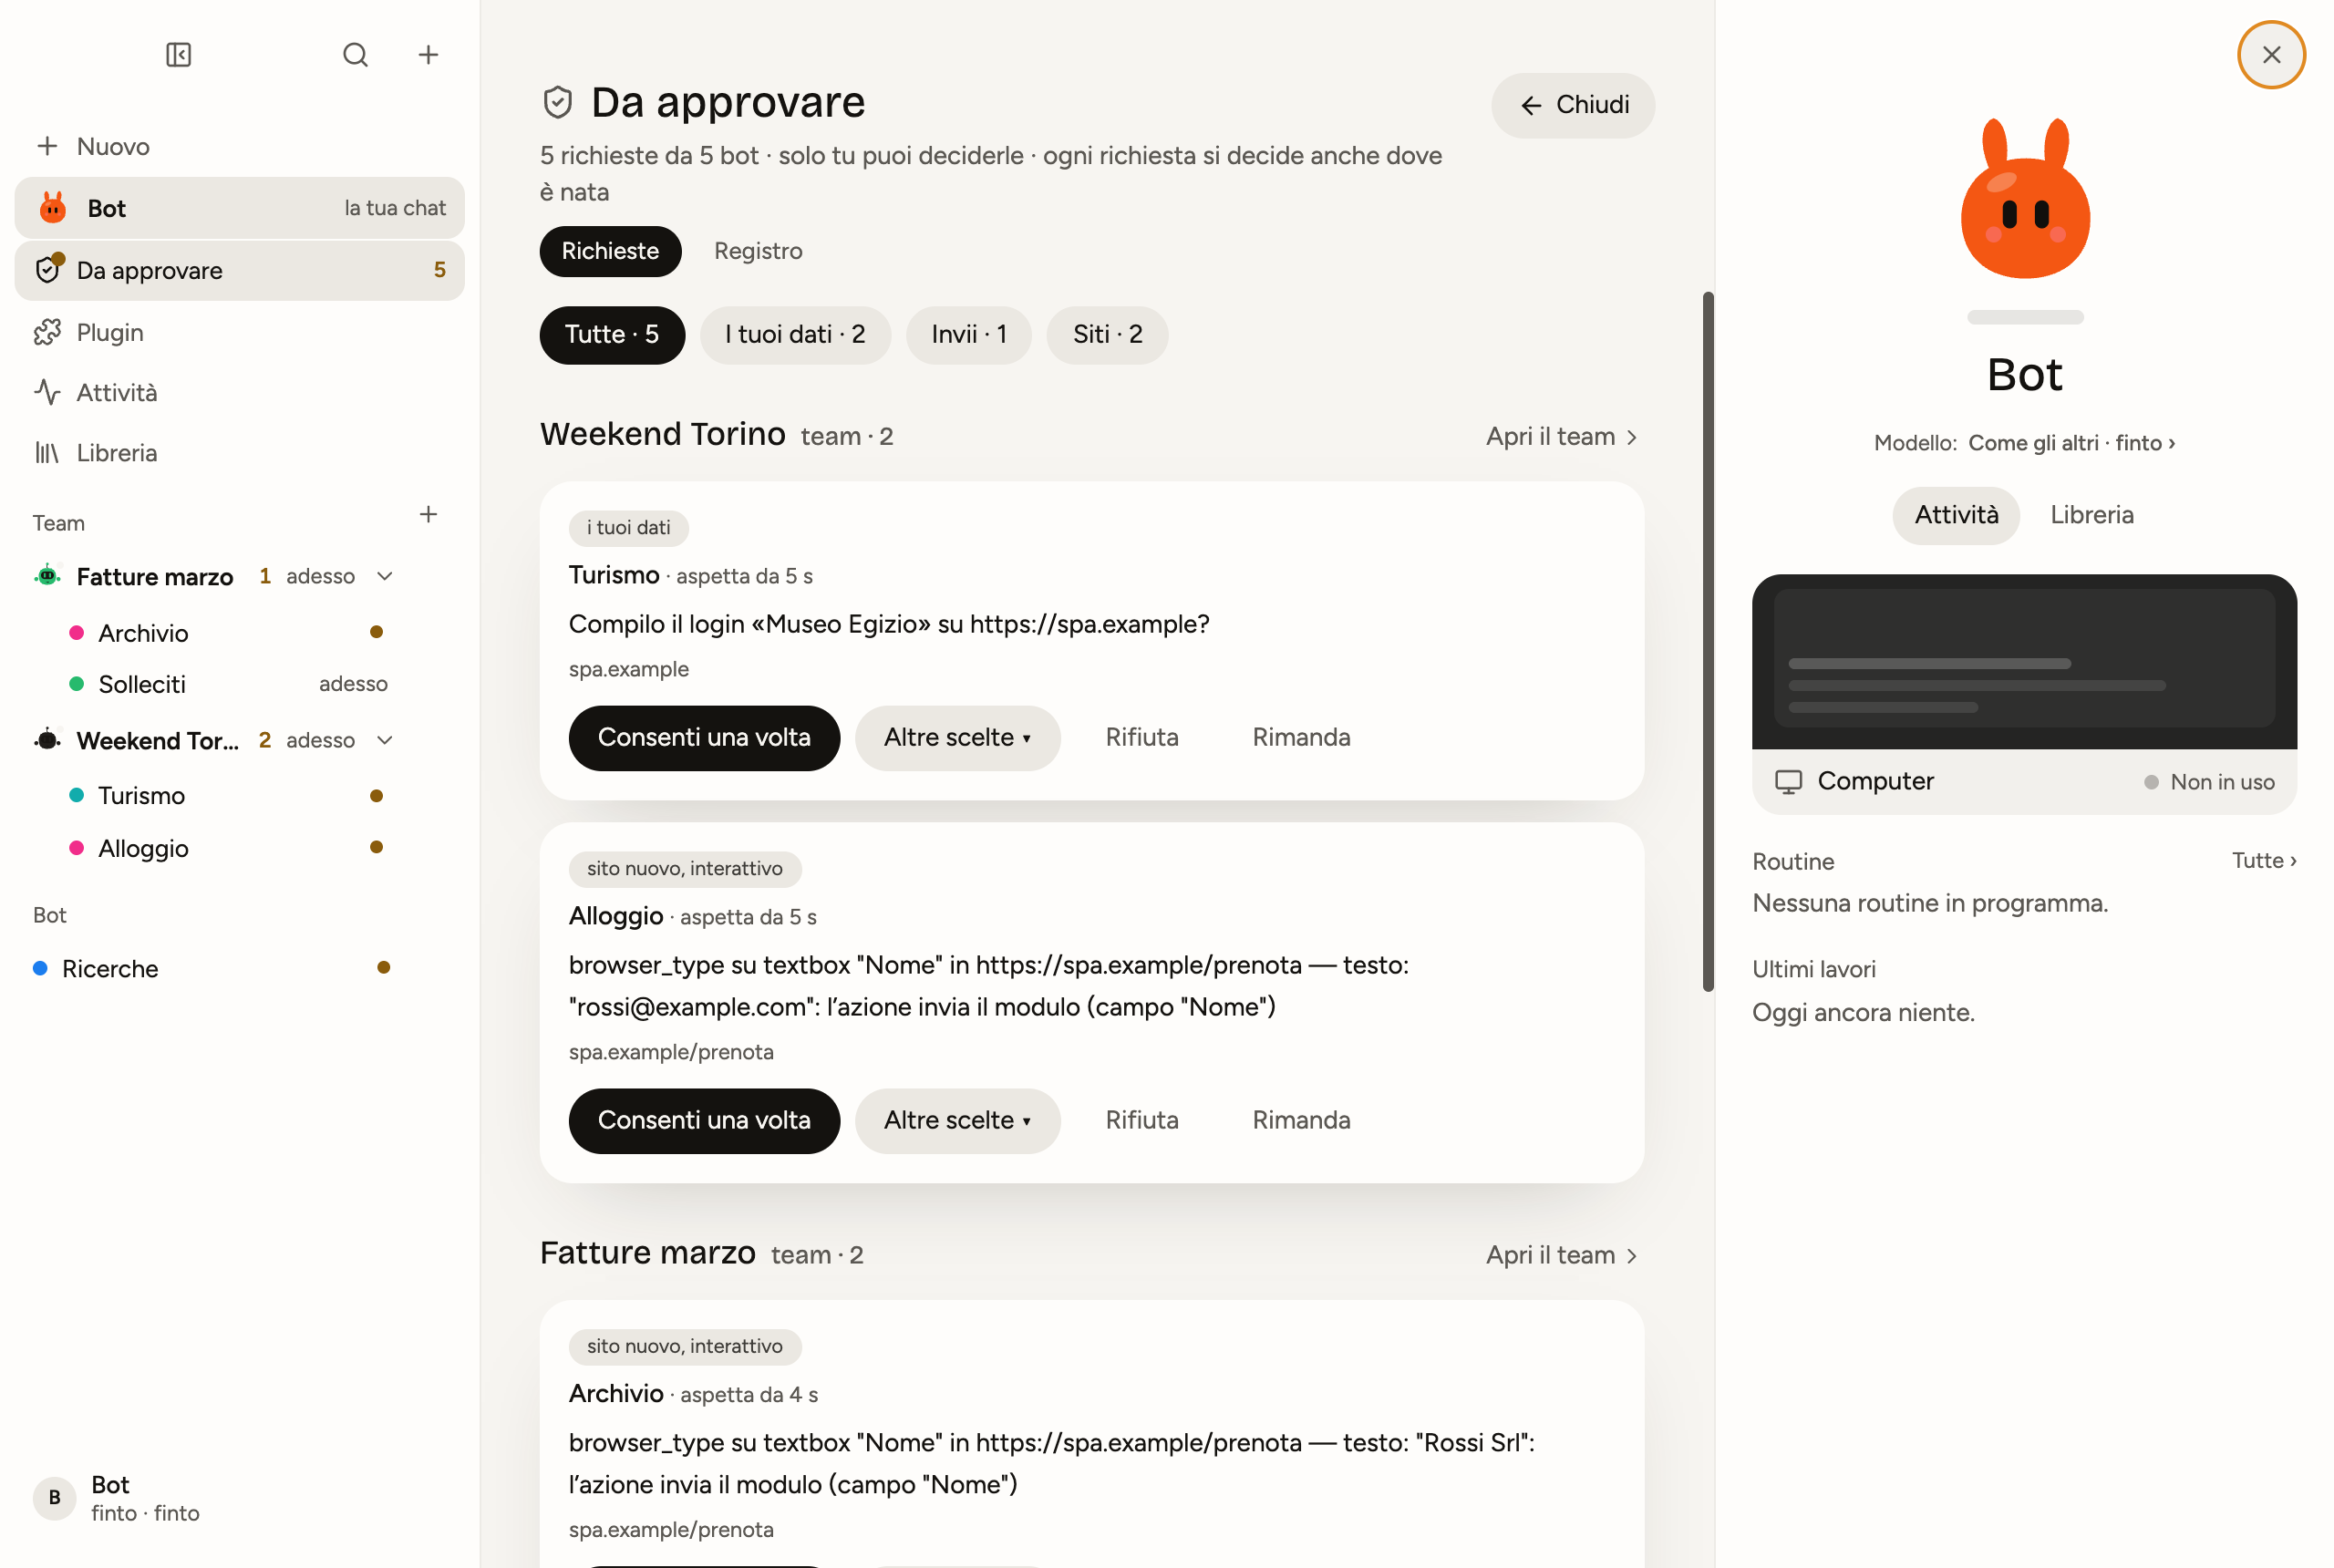 Nuovo
Bot la tua chat
Da approvare 5
Plugin
Attività
Libreria
Team
Fatture marzo 1 adesso
Archivio
Solleciti adesso
Weekend Tor... 2 adesso
Turismo
Alloggio
Bot
Ricerche
B
Bot
finto · finto
Da approvare
Chiudi
5 richieste da 5 bot · solo tu puoi deciderle · ogni richiesta si decide anche dove
è nata
Richieste Registro
Tutte · 5 I tuoi dati · 2 Invii · 1 Siti · 2
Weekend Torino team · 2 Apri il team
i tuoi dati
Turismo · aspetta da 5 s
Compilo il login «Museo Egizio» su https://spa.example?
spa.example
Consenti una volta Altre scelte ▾ Rifiuta Rimanda
sito nuovo, interattivo
Alloggio · aspetta da 5 s
browser_type su textbox "Nome" in https://spa.example/prenota — testo:
"rossi@example.com": l’azione invia il modulo (campo "Nome")
spa.example/prenota
Consenti una volta Altre scelte ▾ Rifiuta Rimanda
Fatture marzo team · 2 Apri il team
sito nuovo, interattivo
Archivio · aspetta da 4 s
browser_type su textbox "Nome" in https://spa.example/prenota — testo: "Rossi Srl":
l’azione invia il modulo (campo "Nome")
spa.example/prenota
Bot
Modello: Come gli altri · finto ›
Attività Libreria
Computer Non in uso
Routine Tutte ›
Nessuna routine in programma.
Ultimi lavori
Oggi ancora niente.